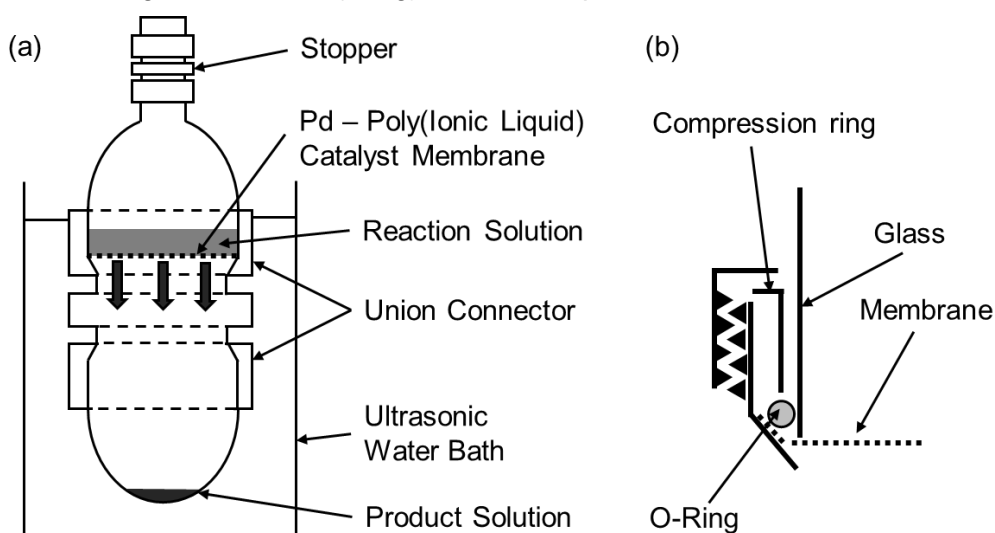 (a)
Stopper
Pd – Poly(Ionic Liquid)
Catalyst Membrane
Reaction Solution
Union Connector
Ultrasonic
Water Bath
Product Solution
(b)
Compression ring
Glass
Membrane
O-Ring